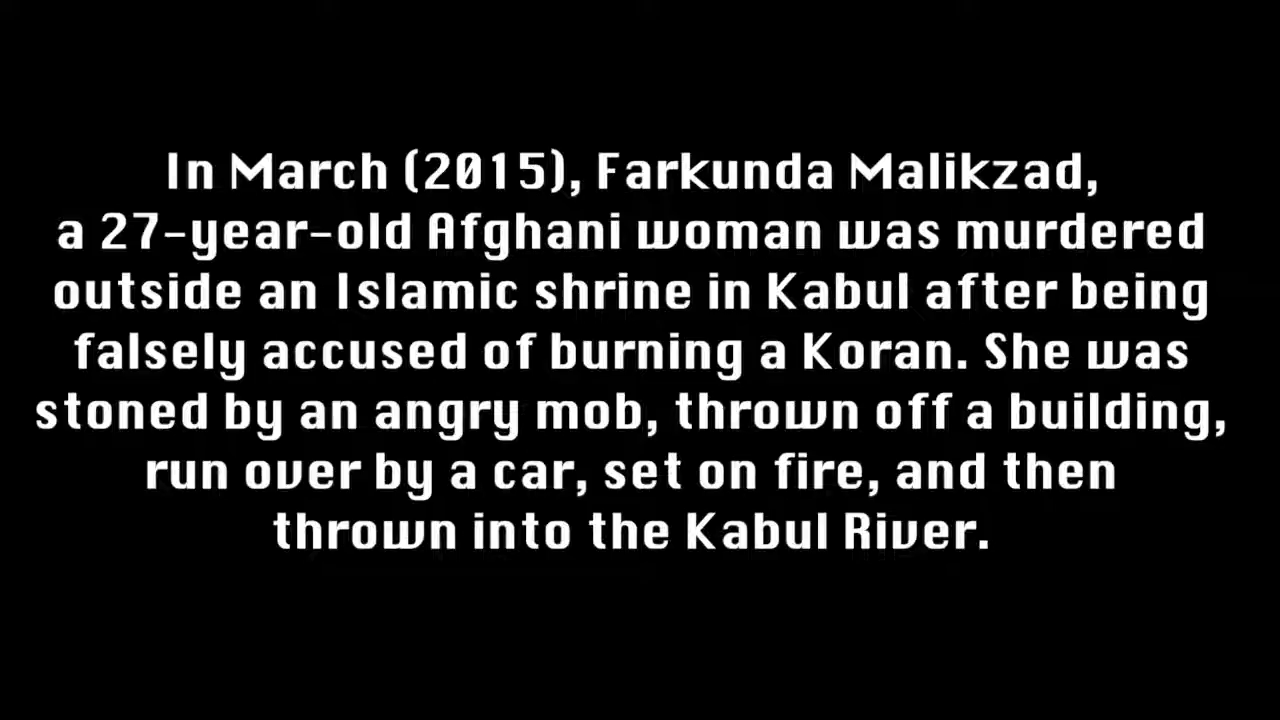 In March (2015), Farkunda Malikzad,
a 27-year-old Afghani woman was murdered
outside an Islamic shrine in Kabul after being
falsely accused of burning a Koran. She was
stoned by an angry mob, thrown off a building,
run over by a car, set on fire, and then
thrown into the Kabul River.